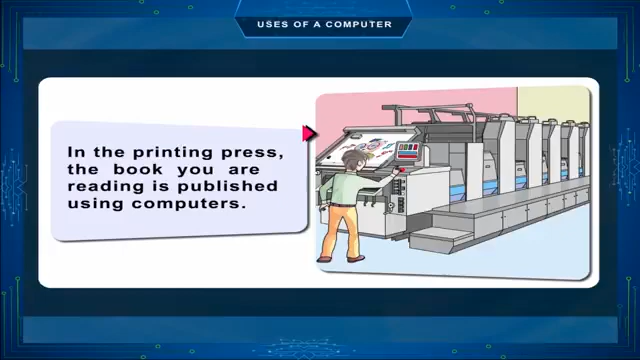 USES OF A COMPUTER
In the printing press,
the book you are
reading is published
using computers.